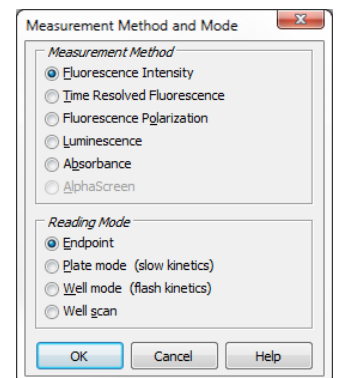 Measurement Method and Mode
Measurement Method
Fluorescence Intensity
Time Resolved Fluorescence
Fluorescence Polarization
Luminescence
Absorbance
AlphaScreen
Reading Mode
Endpoint
Plate mode (slow kinetics)
Well mode (flash kinetics)
Well scan
OK Cancel Help